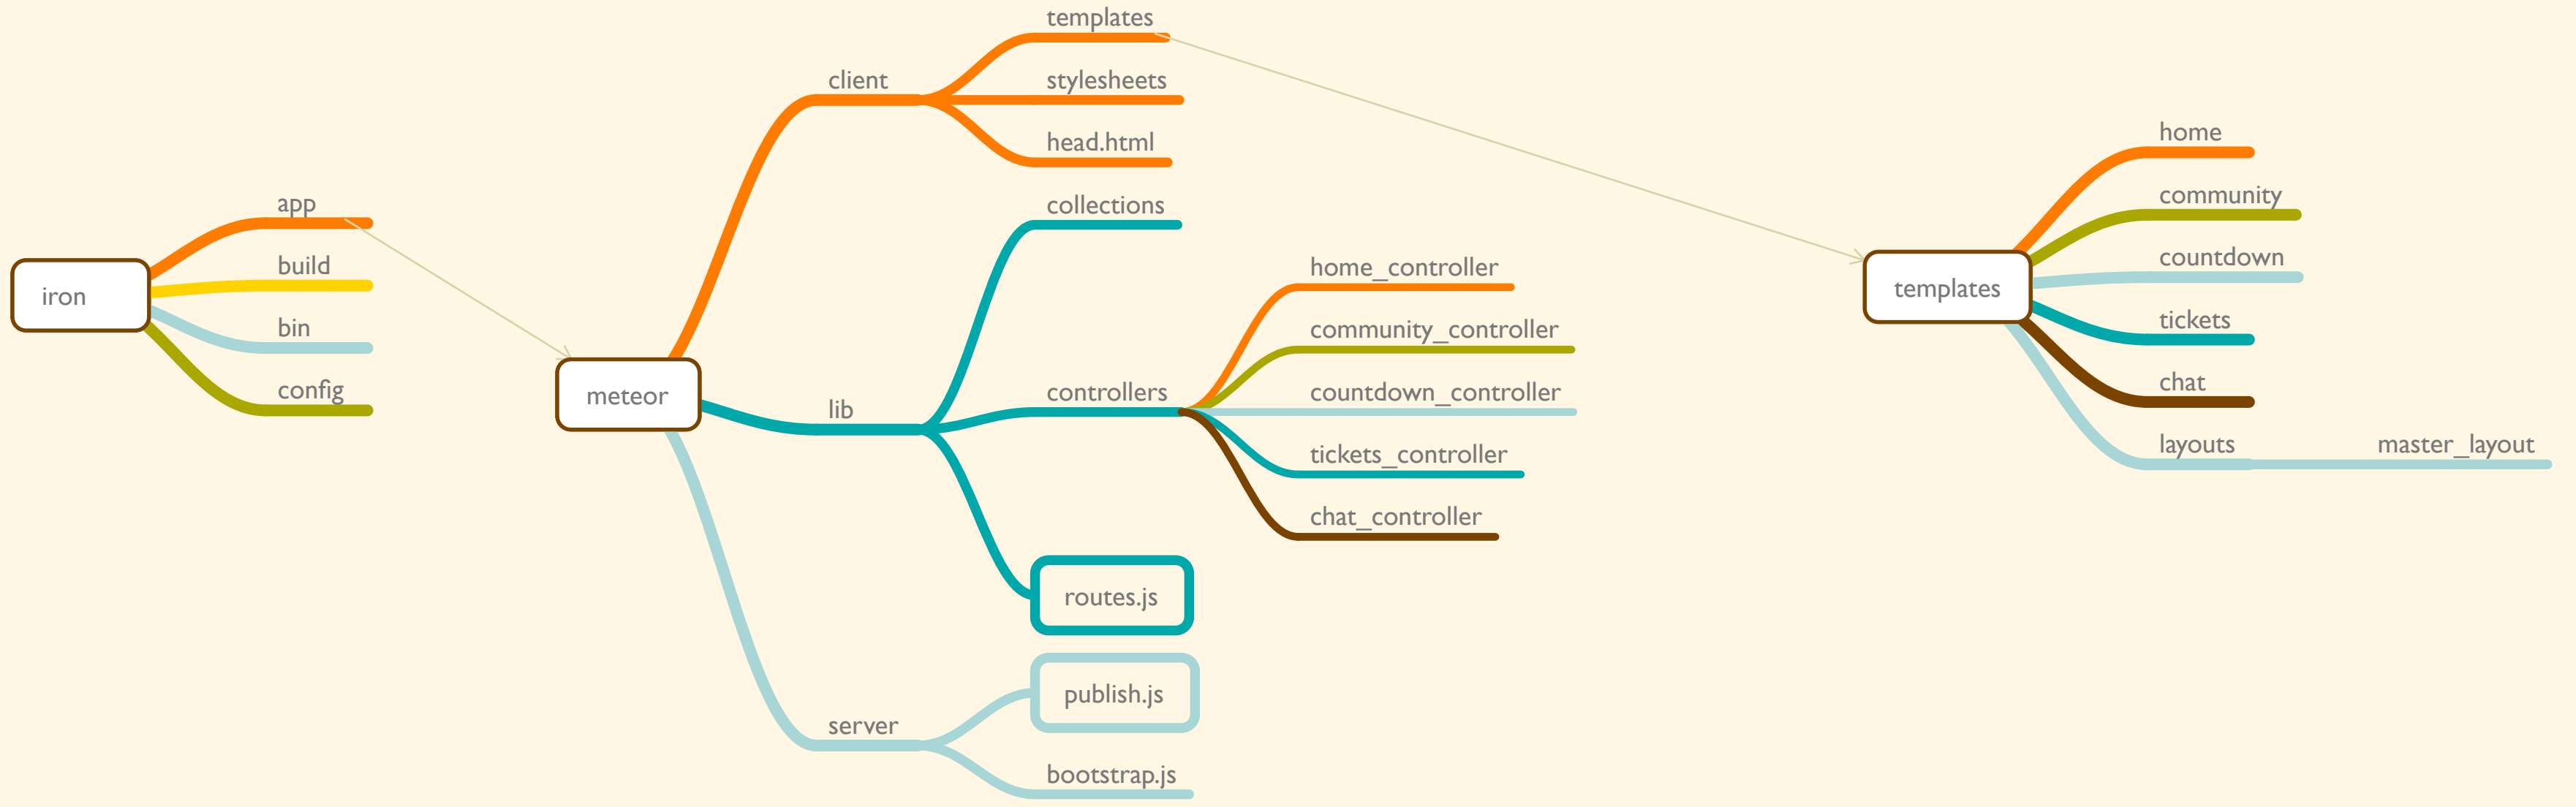 iron
app
build
bin
config
meteor
client
templates
stylesheets
head.html
lib
collections
controllers
home_controller
community_controller
countdown_controller
tickets_controller
chat_controller
routes.js
server
publish.js
bootstrap.js
templates
home
community
countdown
tickets
chat
layouts
master_layout